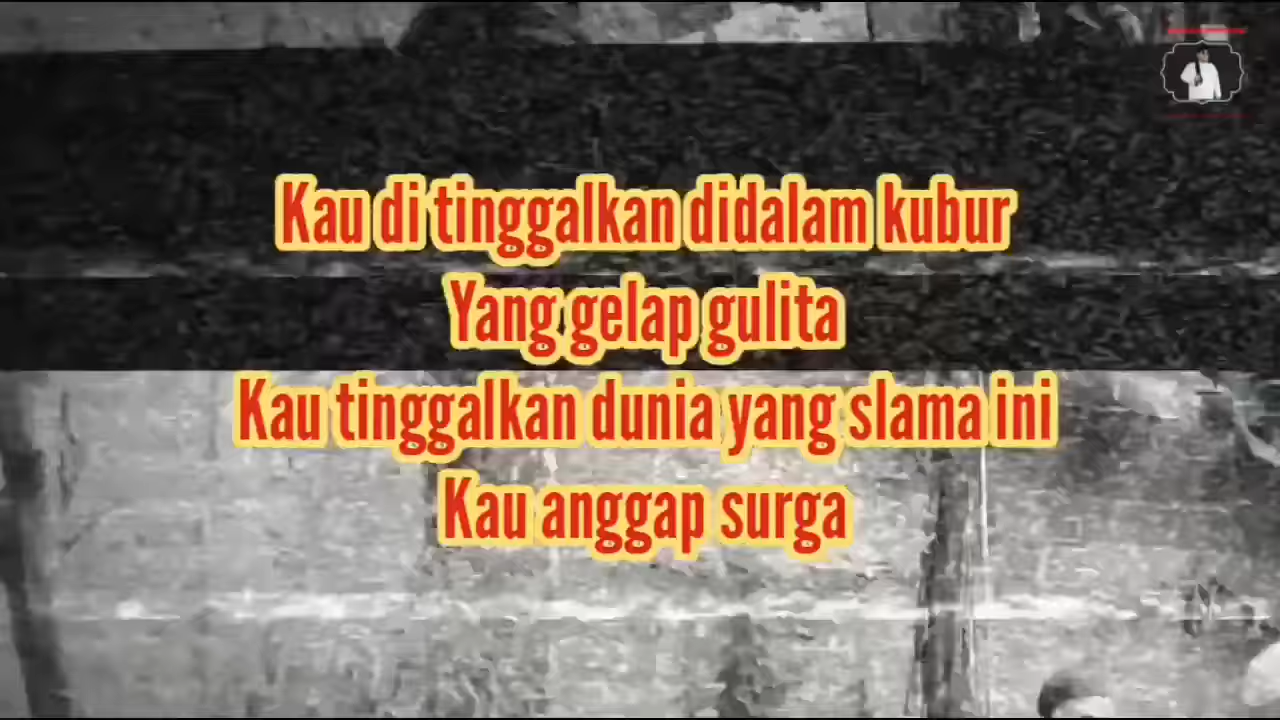 Kau di tinggalkan didalam kubur
Yang gelap gulita
Kau tinggalkan dunia yang slama ini
Kau anggap surga